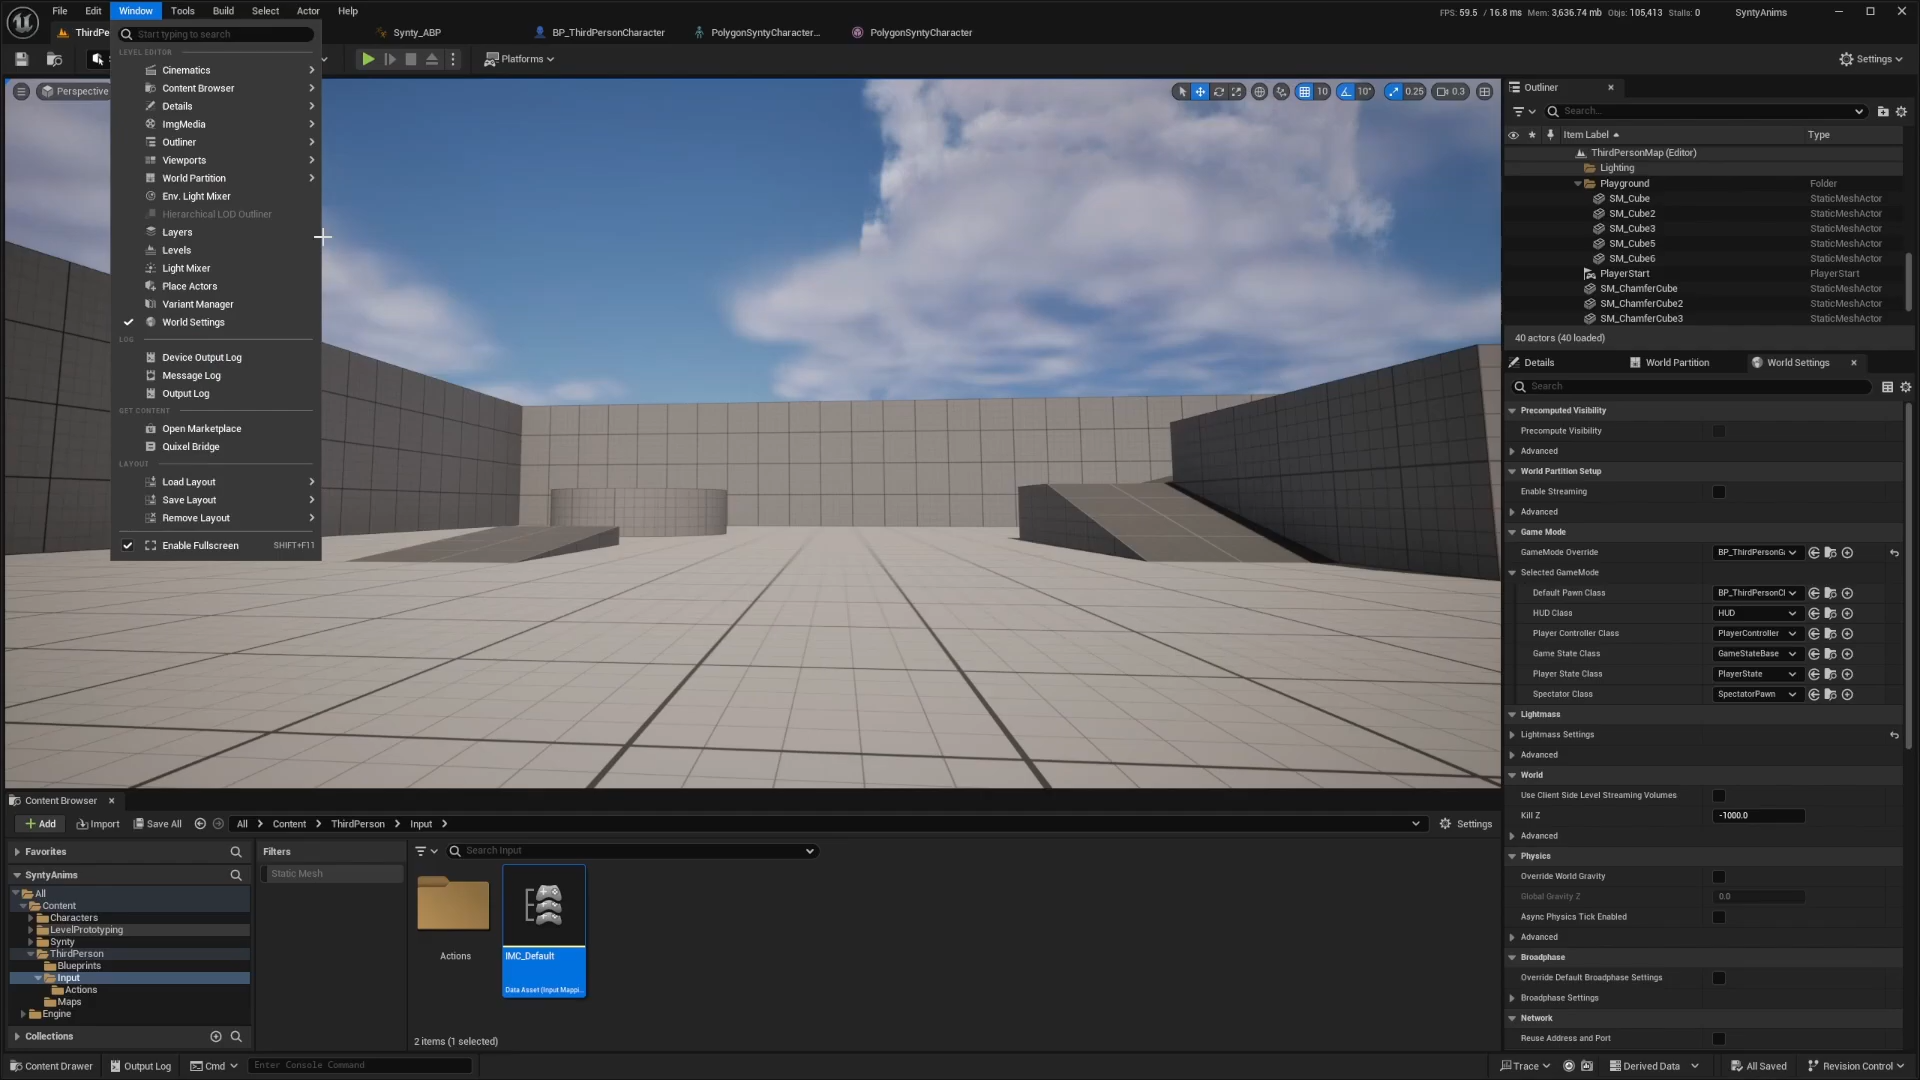 File Edit Window Tools Build Select Actor Help
FPS: 59.5 / 16.8 ms Mem: 3,636.74 mb Objs: 105,413 Stalls: 0 SyntyAnims
ThirdPe
Synty_ABP
BP_ThirdPersonCharacter
PolygonSyntyCharacter...
PolygonSyntyCharacter
Platforms
Settings
Start typing to search
LEVEL EDITOR
Cinematics
Content Browser
Details
ImgMedia
Outliner
Viewports
World Partition
Env. Light Mixer
Hierarchical LOD Outliner
Layers
Levels
Light Mixer
Place Actors
Variant Manager
World Settings
LOG
Device Output Log
Message Log
Output Log
GET CONTENT
Open Marketplace
Quixel Bridge
LAYOUT
Load Layout
Save Layout
Remove Layout
Enable Fullscreen SHIFT+F11
Perspective
10 10° 0.25 0.3
Outliner
Search...
Item Label Type
ThirdPersonMap (Editor)
Lighting
Playground Folder
SM_Cube StaticMeshActor
SM_Cube2 StaticMeshActor
SM_Cube3 StaticMeshActor
SM_Cube5 StaticMeshActor
SM_Cube6 StaticMeshActor
PlayerStart PlayerStart
SM_ChamferCube StaticMeshActor
SM_ChamferCube2 StaticMeshActor
SM_ChamferCube3 StaticMeshActor
40 actors (40 loaded)
Details World Partition World Settings
Search
Precomputed Visibility
Precompute Visibility
Advanced
World Partition Setup
Enable Streaming
Advanced
Game Mode
GameMode Override BP_ThirdPersonG
Selected GameMode
Default Pawn Class BP_ThirdPersonCl
HUD Class HUD
Player Controller Class PlayerController
Game State Class GameStateBase
Player State Class PlayerState
Spectator Class SpectatorPawn
Lightmass
Lightmass Settings
Advanced
World
Use Client Side Level Streaming Volumes
Kill Z -1000.0
Advanced
Physics
Override World Gravity
Global Gravity Z 0.0
Async Physics Tick Enabled
Advanced
Broadphase
Override Default Broadphase Settings
Broadphase Settings
Network
Reuse Address and Port
Content Browser
Add Import Save All All Content ThirdPerson Input Settings
Favorites
SyntyAnims
All
Content
Characters
LevelPrototyping
Synty
ThirdPerson
Blueprints
Input
Actions
Maps
Engine
Collections
Filters
Static Mesh
Search Input
Actions
IMC_Default
Data Asset (Input Mappi...
2 items (1 selected)
Content Drawer Output Log Cmd Enter Console Command
Trace Derived Data All Saved Revision Control